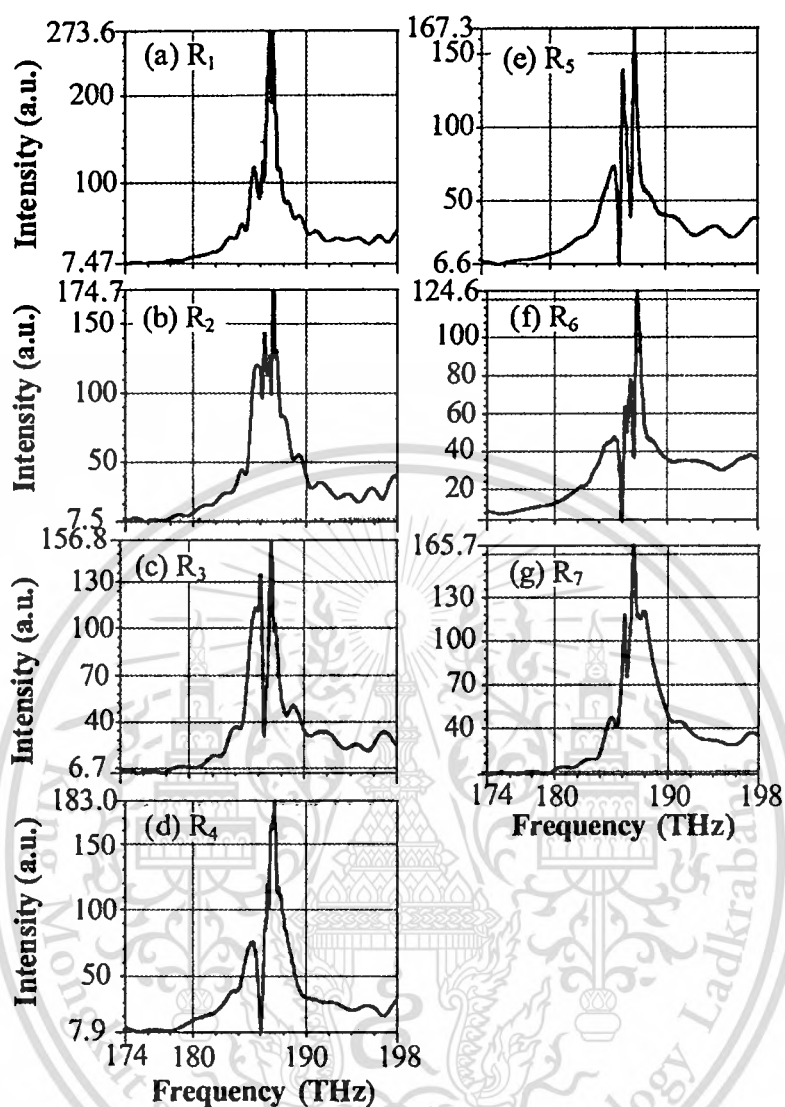 273.6
(a) R1
200
100
7.47
Intensity (a.u.)
174.7
(b) R2
150
100
50
7.5
Intensity (a.u.)
156.8
(c) R3
130
100
70
40
6.7
Intensity (a.u.)
183.0
(d) R4
150
100
50
7.9
Intensity (a.u.)
174 180 190 198
Frequency (THz)
167.3
(e) R5
150
100
50
6.6
124.6
(f) R6
100
80
60
40
20
165.7
(g) R7
130
100
70
40
174 180 190 198
Frequency (THz)
Ladkrabang